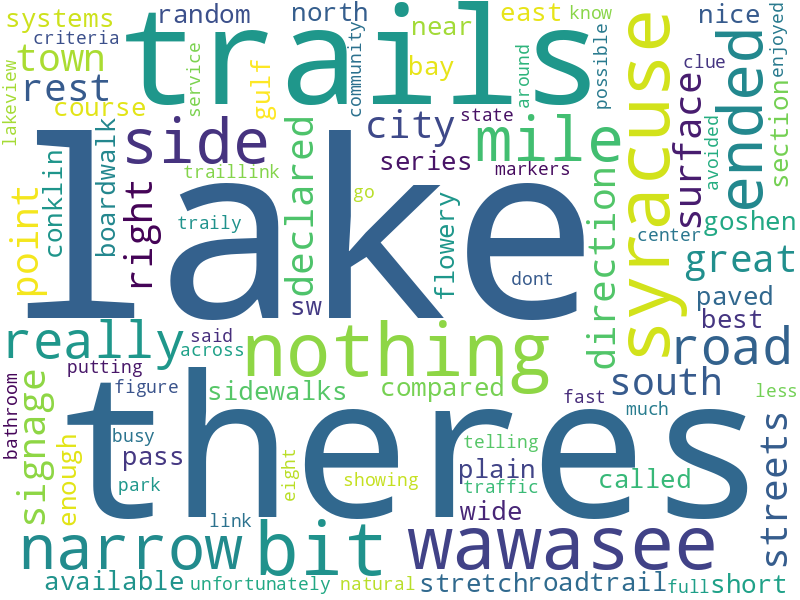 systems random north east know
criteria trails near nice
town rest bay clue
lakeview course service gulf community around possible syracuse ended enjoyed
side city state mile surface
lake series markers avoided section
conklin boardwalk declared traillink go
point right traily flowery directione goshen
sw dont center great
really said across nothing paved best
putting road
bathroom figure sidewalks compared fast south less
theres much
signage busy telling streets
enough pass park eight showing plain traffic called
link wide
narrow bit wawasee
available unfortunately natural stretch roadtrail full short